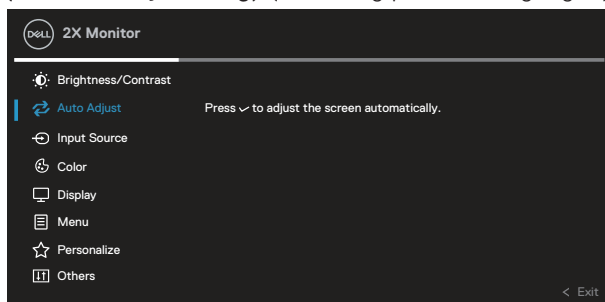 DELL 2X Monitor
Brightness/Contrast
Auto Adjust Press ✓ to adjust the screen automatically.
Input Source
Color
Display
Menu
Personalize
Others
< Exit